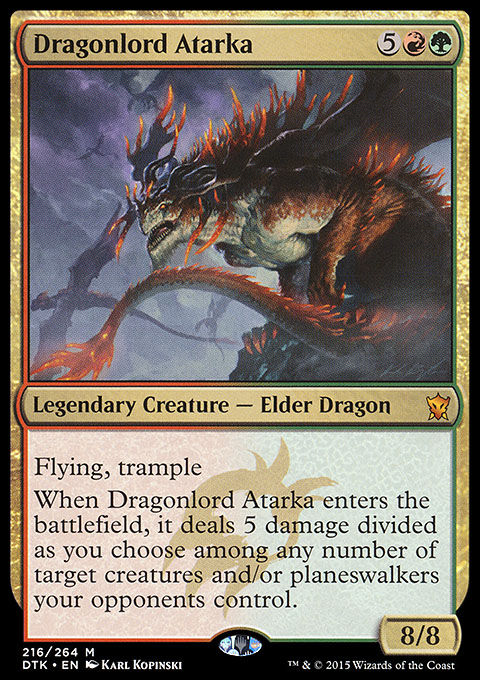 Dragonlord Atarka 5
Legendary Creature — Elder Dragon
Flying, trample
When Dragonlord Atarka enters the
battlefield, it deals 5 damage divided
as you choose among any number of
target creatures and/or planeswalkers
your opponents control.
8/8
216/264 M
DTK • EN Karl Kopinski
™ & © 2015 Wizards of the Coast